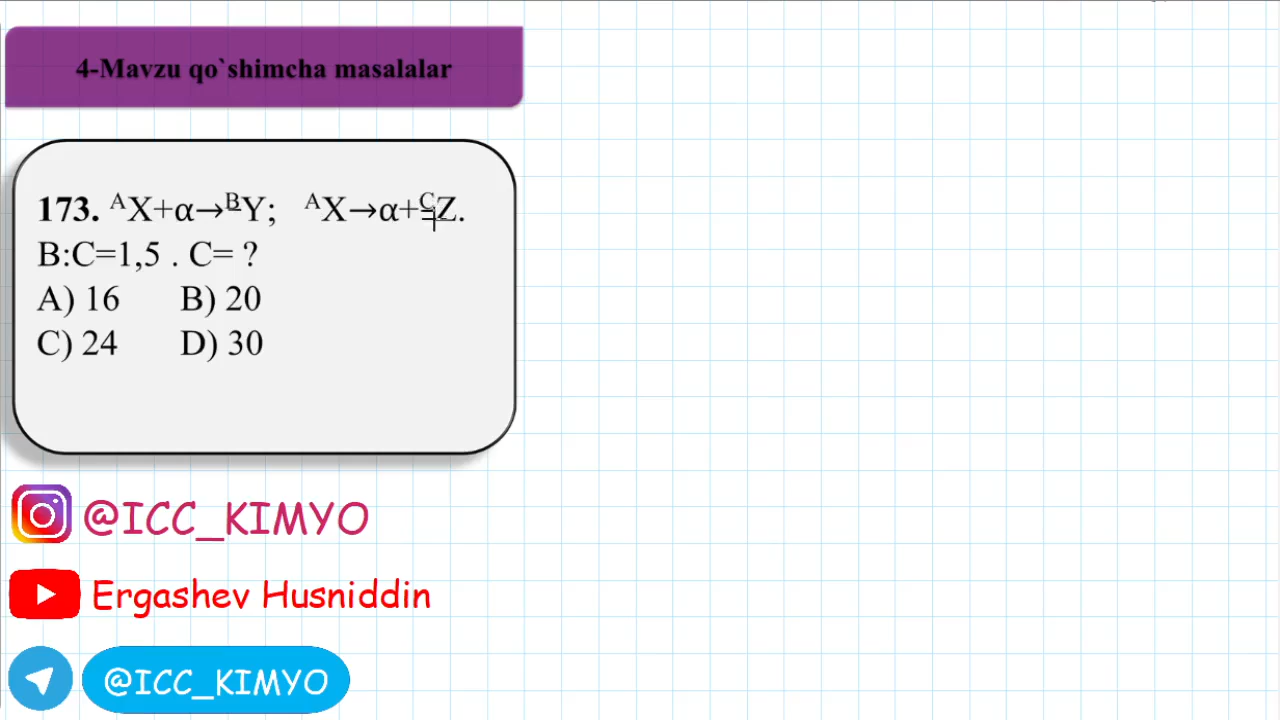 4-Mavzu qo`shimcha masalalar
173. ᴬX+α→ᴮY; ᴬX→α+ᶜZ.
B:C=1,5 . C= ?
A) 16 B) 20
C) 24 D) 30
@ICC_KIMYO
Ergashev Husniddin
@ICC_KIMYO